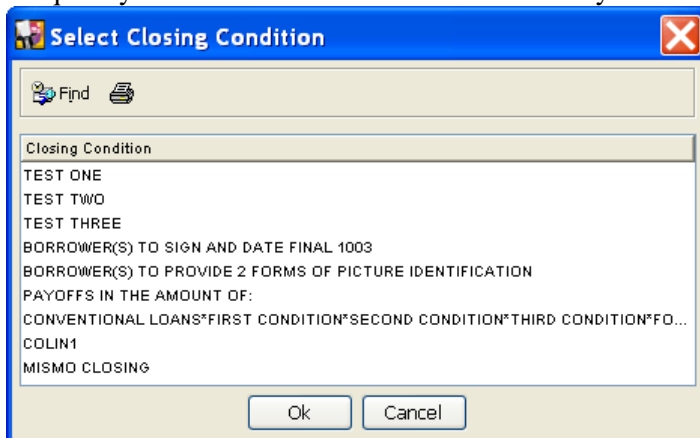 Select Closing Condition
Find
Closing Condition
TEST ONE
TEST TWO
TEST THREE
BORROWER(S) TO SIGN AND DATE FINAL 1003
BORROWER(S) TO PROVIDE 2 FORMS OF PICTURE IDENTIFICATION
PAYOFFS IN THE AMOUNT OF:
CONVENTIONAL LOANS*FIRST CONDITION*SECOND CONDITION*THIRD CONDITION*FO...
COLIN1
MISMO CLOSING
Ok Cancel